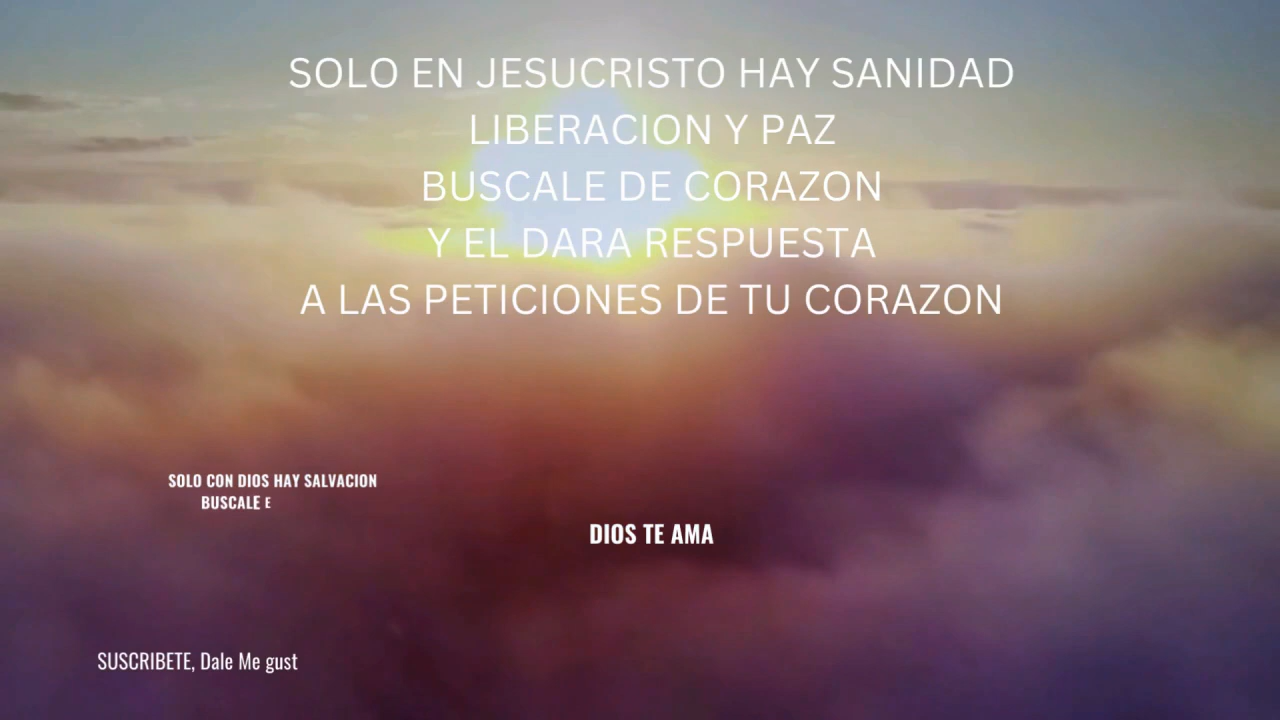 SOLO EN JESUCRISTO HAY SANIDAD
LIBERACION Y PAZ
BUSCALE DE CORAZON
Y EL DARA RESPUESTA
A LAS PETICIONES DE TU CORAZON
SOLO CON DIOS HAY SALVACION
BUSCALE E
DIOS TE AMA
SUSCRIBETE, Dale Me gust